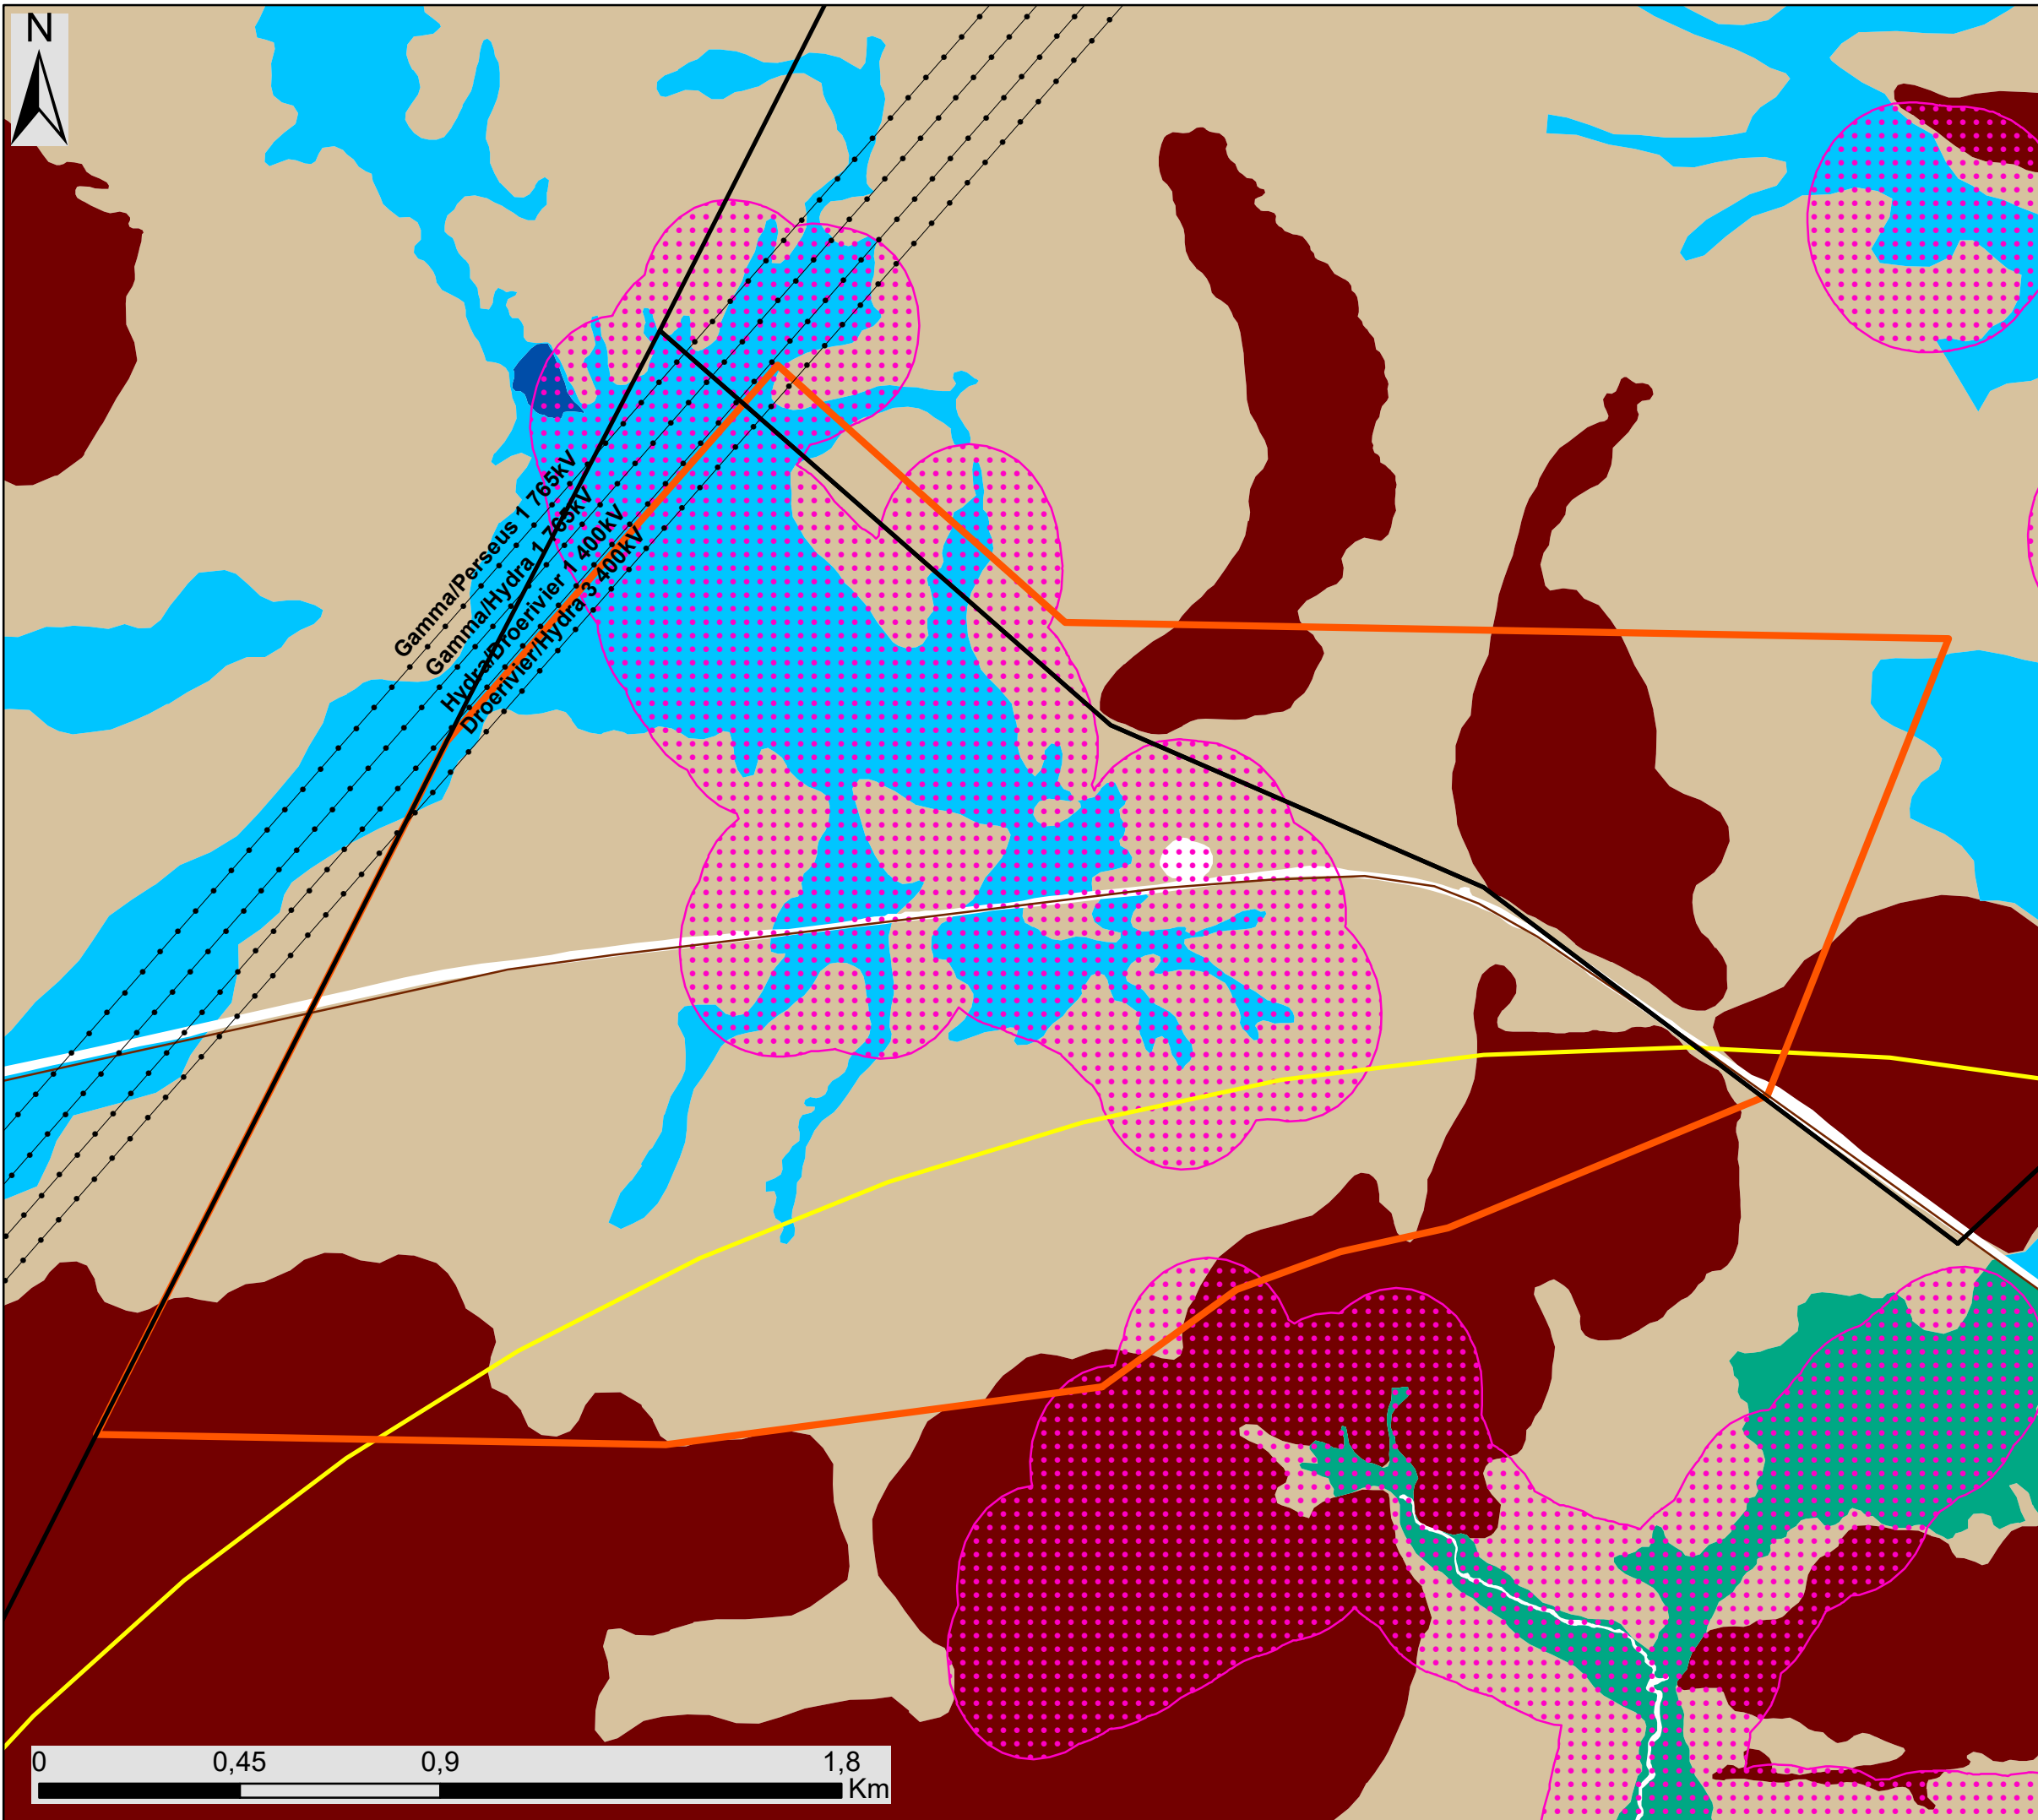 N
Gamma/Perseus 1 765kV
Gamma/Hydra 1 765kV
Hydra/Droerivier 1 400kV
Droerivier/Hydra 3 400kV
0 0,45 0,9 1,8
Km